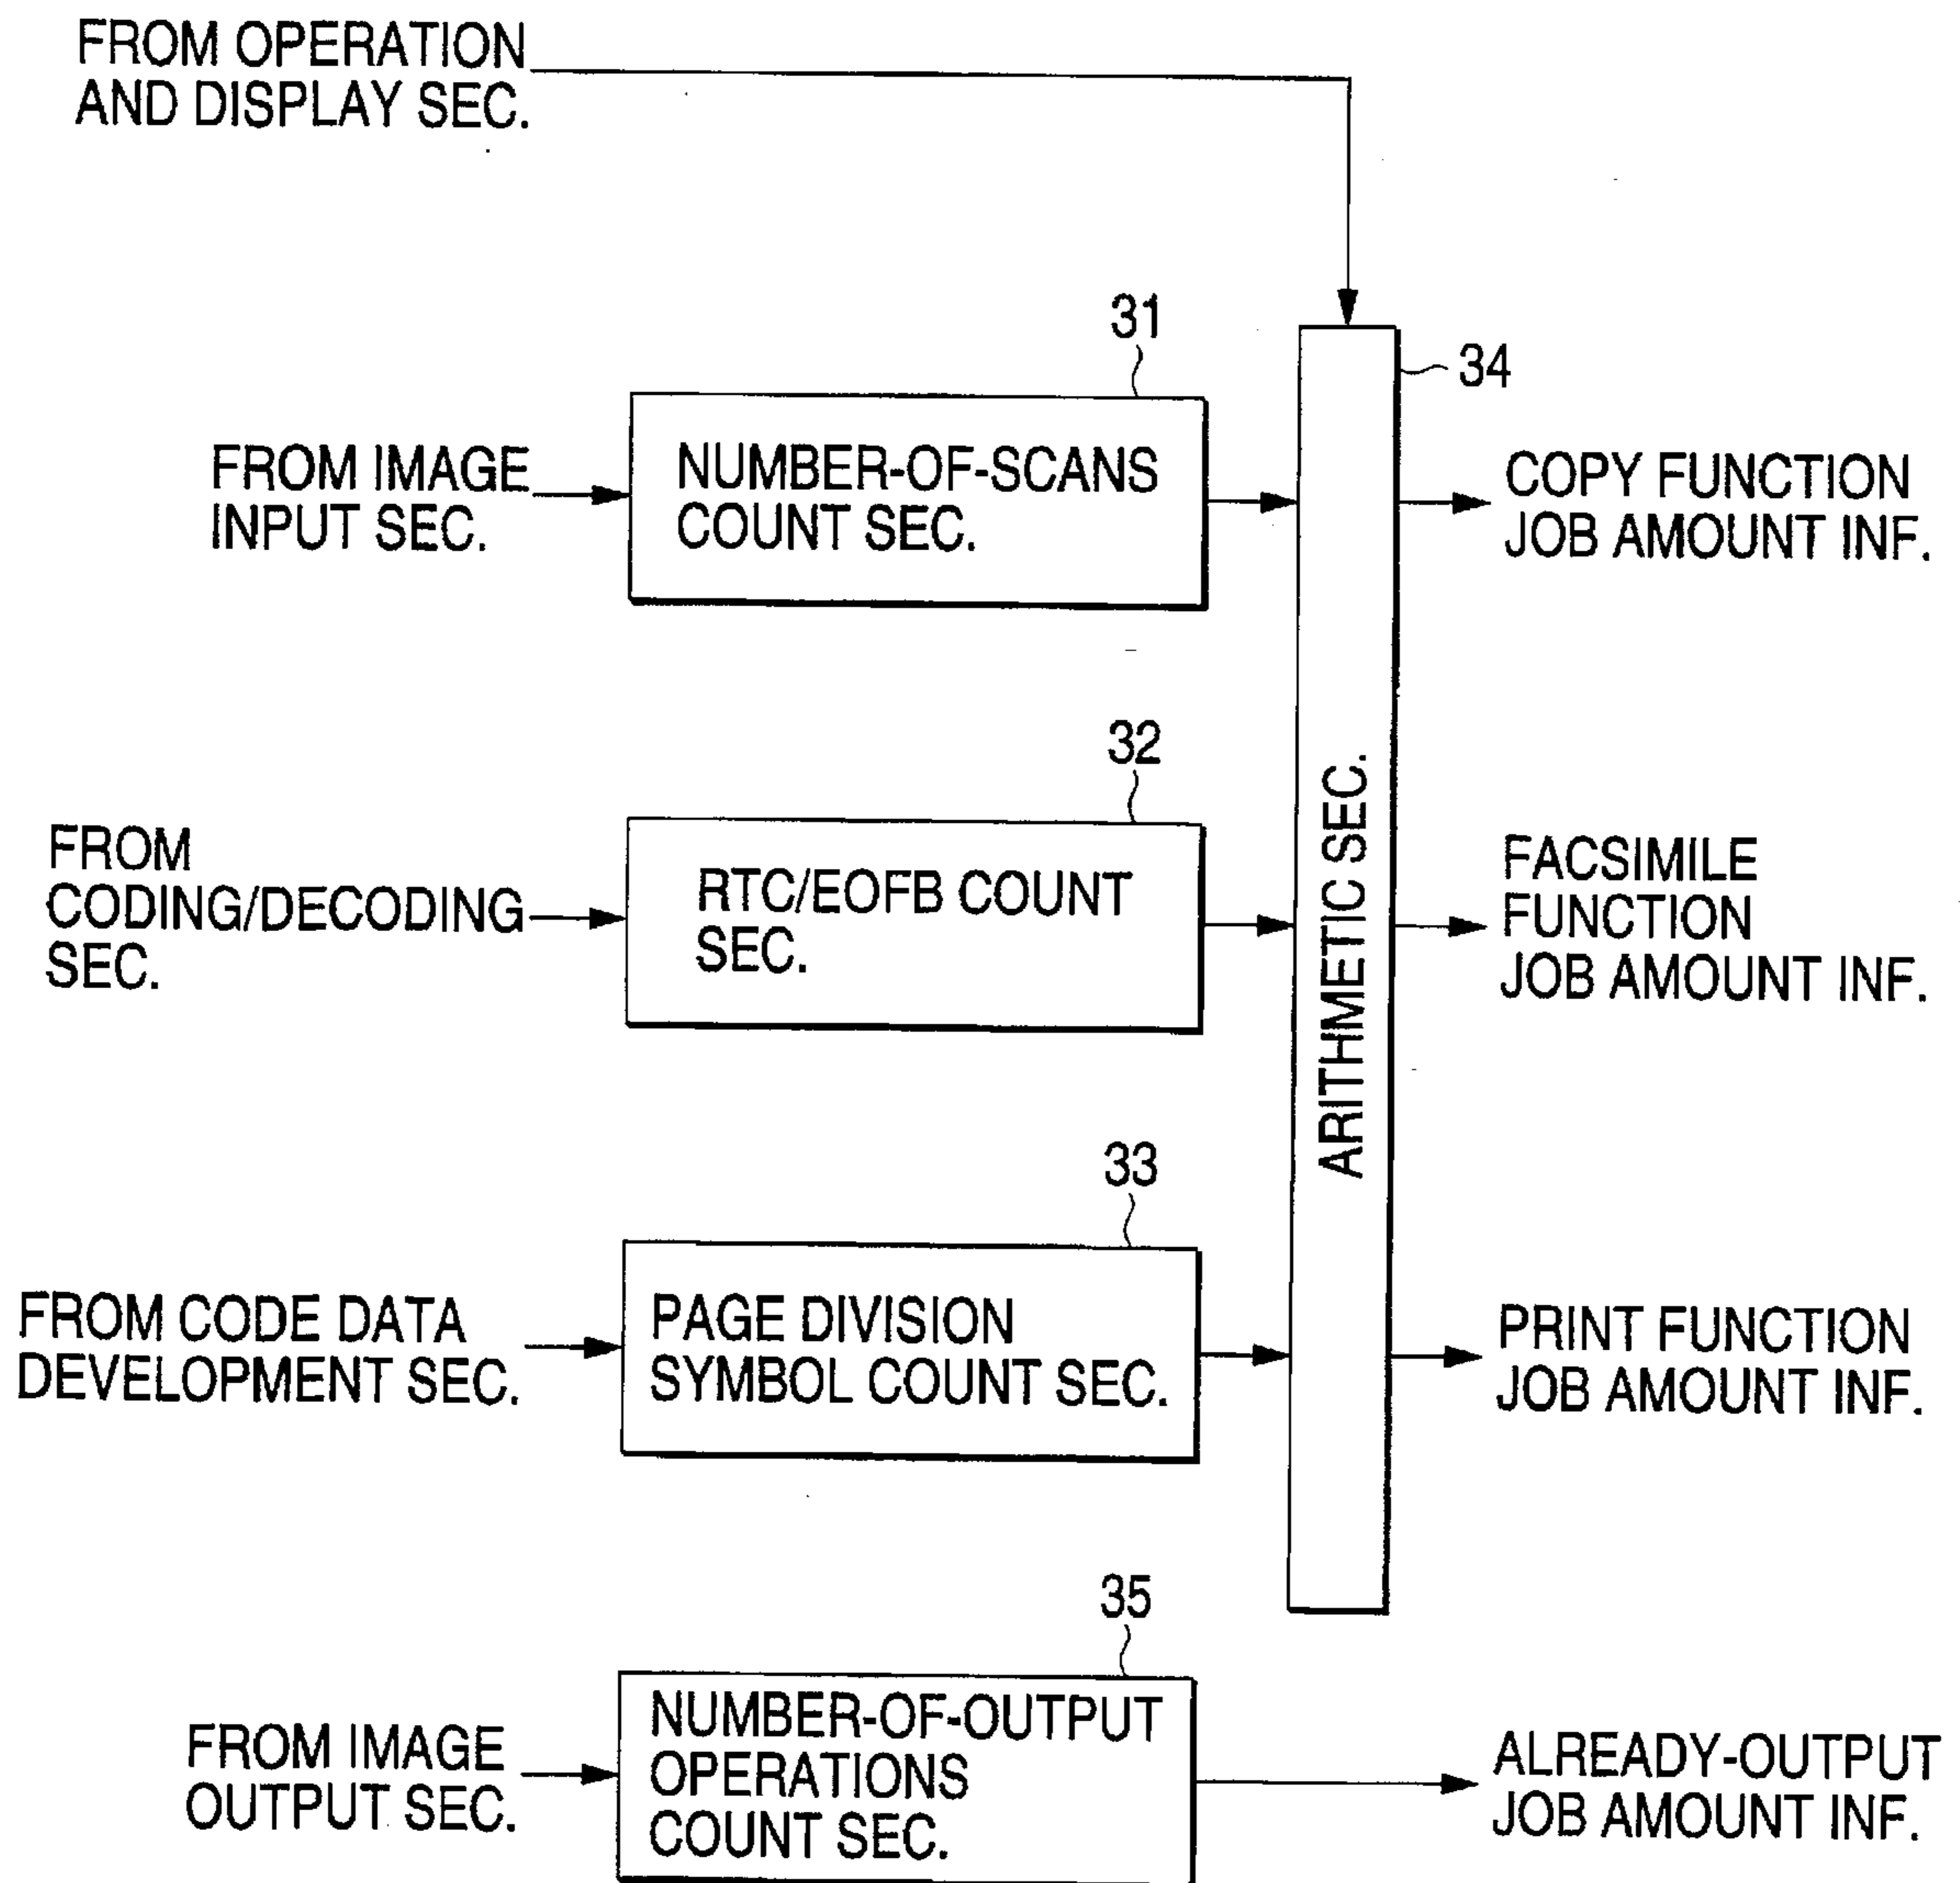 FROM OPERATION
AND DISPLAY SEC.
31
34
FROM IMAGE
INPUT SEC.
NUMBER-OF-SCANS
COUNT SEC.
COPY FUNCTION
JOB AMOUNT INF.
32
FROM
CODING/DECODING
SEC.
RTC/EOFB COUNT
SEC.
ARITHMETIC SEC.
FACSIMILE
FUNCTION
JOB AMOUNT INF.
33
FROM CODE DATA
DEVELOPMENT SEC.
PAGE DIVISION
SYMBOL COUNT SEC.
PRINT FUNCTION
JOB AMOUNT INF.
35
FROM IMAGE
OUTPUT SEC.
NUMBER-OF-OUTPUT
OPERATIONS
COUNT SEC.
ALREADY-OUTPUT
JOB AMOUNT INF.